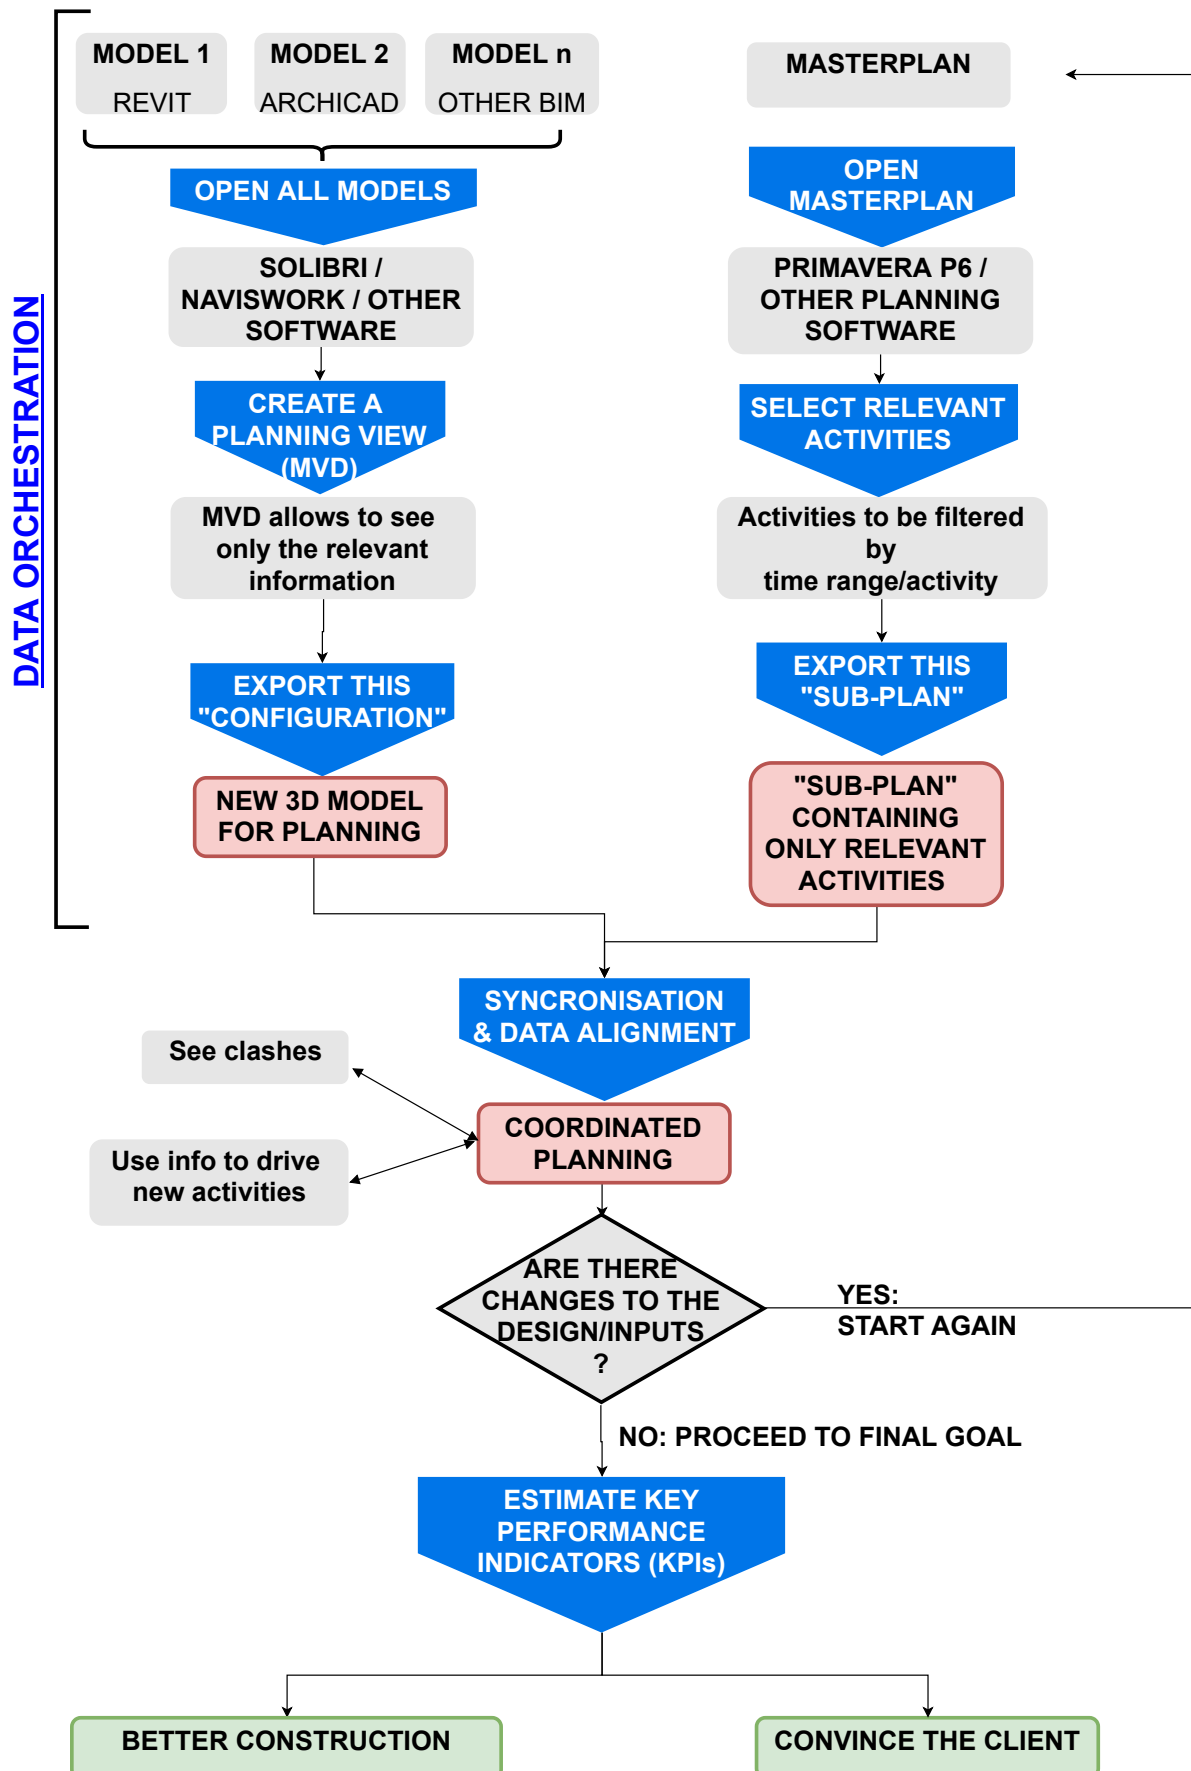 DATA ORCHESTRATION
MODEL 1
REVIT
MODEL 2
ARCHICAD
MODEL n
OTHER BIM
OPEN ALL MODELS
SOLIBRI /
NAVISWORK / OTHER
SOFTWARE
CREATE A
PLANNING VIEW
(MVD)
MVD allows to see
only the relevant
information
EXPORT THIS
"CONFIGURATION"
NEW 3D MODEL
FOR PLANNING
MASTERPLAN
OPEN
MASTERPLAN
PRIMAVERA P6 /
OTHER PLANNING
SOFTWARE
SELECT RELEVANT
ACTIVITIES
Activities to be filtered
by
time range/activity
EXPORT THIS
"SUB-PLAN"
"SUB-PLAN"
CONTAINING
ONLY RELEVANT
ACTIVITIES
SYNCRONISATION
& DATA ALIGNMENT
See clashes
Use info to drive
new activities
COORDINATED
PLANNING
ARE THERE
CHANGES TO THE
DESIGN/INPUTS
?
YES:
START AGAIN
NO: PROCEED TO FINAL GOAL
ESTIMATE KEY
PERFORMANCE
INDICATORS (KPIs)
BETTER CONSTRUCTION
CONVINCE THE CLIENT